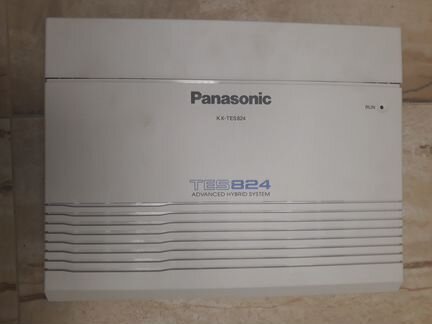 Panasonic
KX-TES824
RUN
TES824
ADVANCED HYBRID SYSTEM